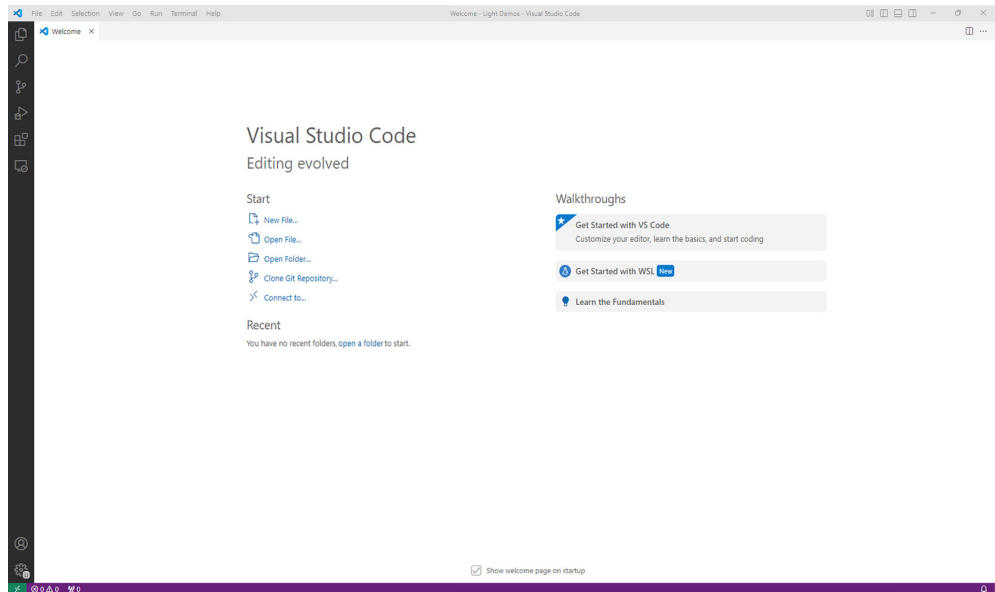 File Edit Selection View Go Run Terminal Help
Welcome - Light Demos - Visual Studio Code
Welcome
Visual Studio Code
Editing evolved
Start
New File...
Open File...
Open Folder...
Clone Git Repository...
Connect to...
Recent
You have no recent folders, open a folder to start.
Walkthroughs
Get Started with VS Code
Customize your editor, learn the basics, and start coding
Get Started with WSL New
Learn the Fundamentals
Show welcome page on startup
0 0 0